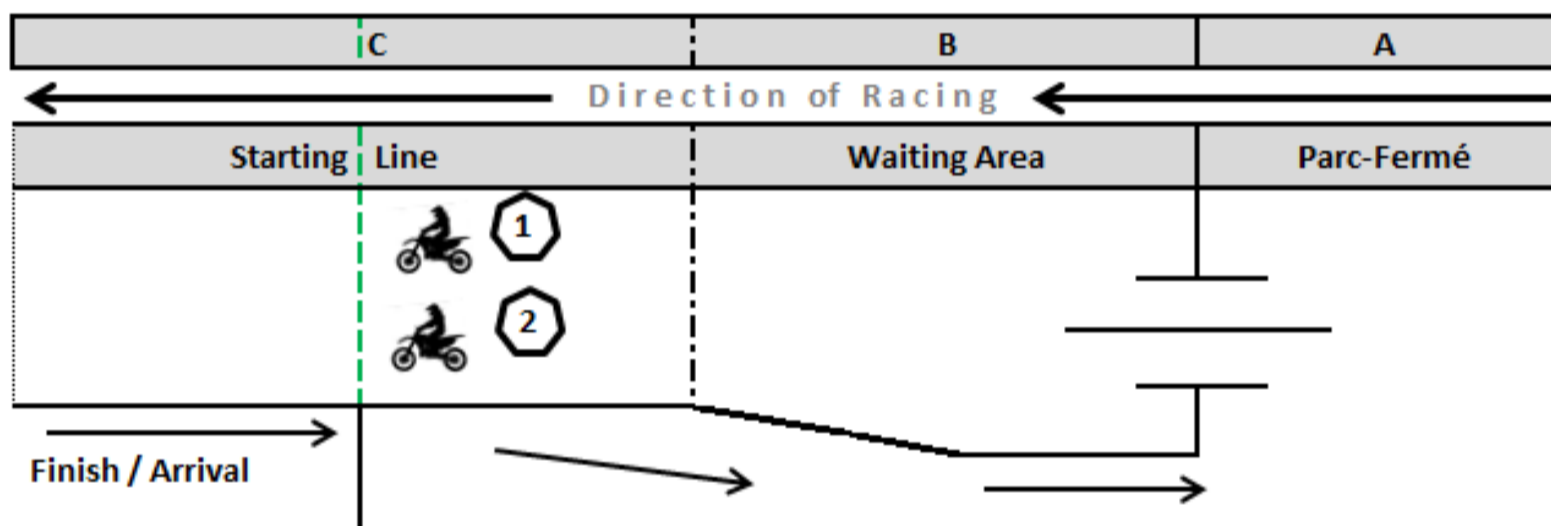 C B A
Direction of Racing
Starting Line Waiting Area Parc-Fermé
1
2
Finish / Arrival